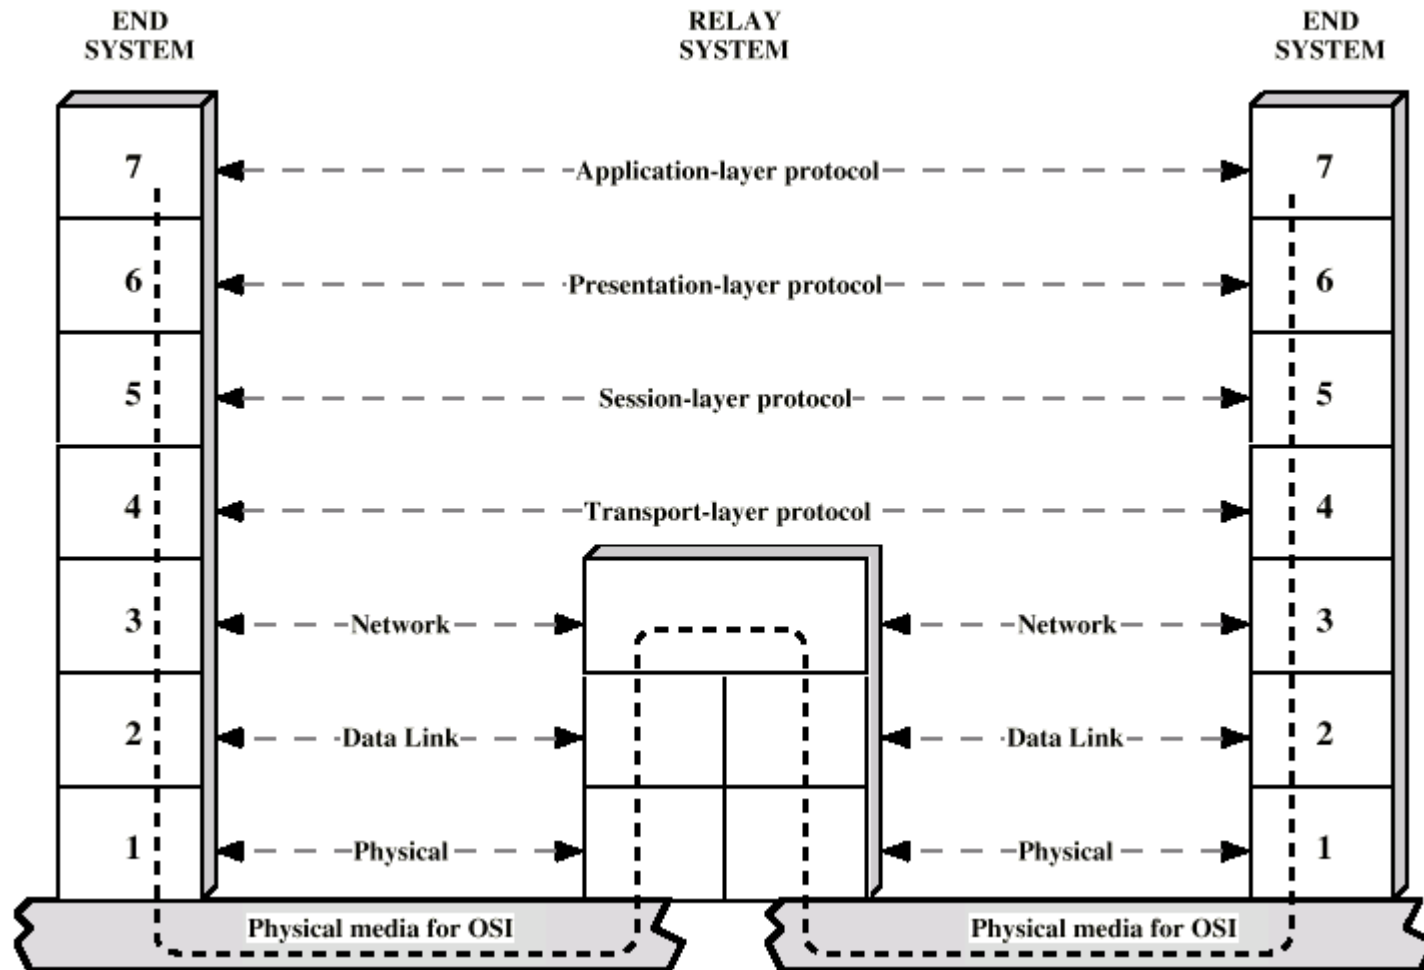 END
SYSTEM
RELAY
SYSTEM
END
SYSTEM
7
Application-layer protocol
7
6
Presentation-layer protocol
6
5
Session-layer protocol
5
4
Transport-layer protocol
4
3
Network
Network
3
2
Data Link
Data Link
2
1
Physical
Physical
1
Physical media for OSI
Physical media for OSI